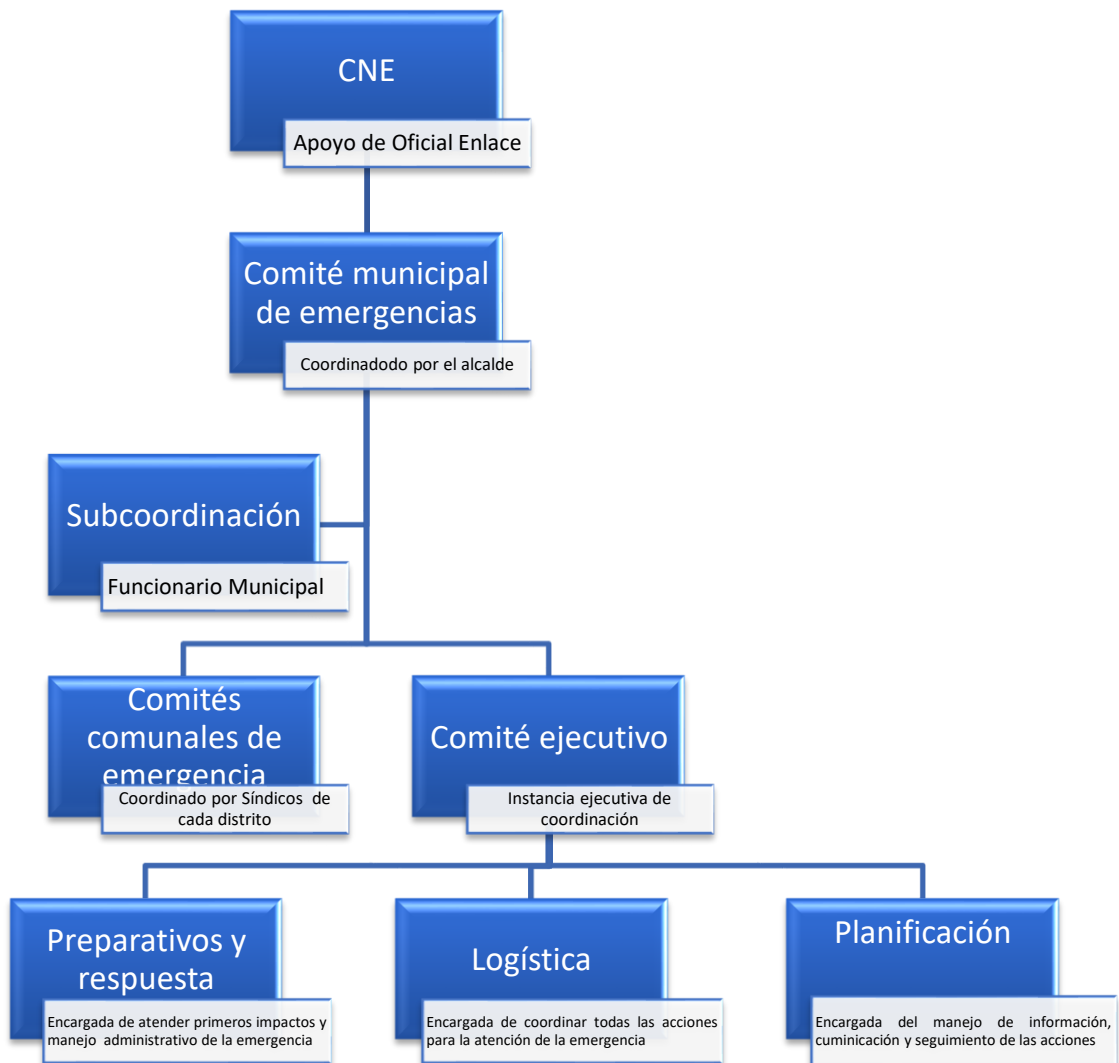 CNE
Apoyo de Oficial Enlace
Comité municipal
de emergencias
Coordinadodo por el alcalde
Subcoordinación
Funcionario Municipal
Comités
comunales de
emergencia
Coordinado por Síndicos de
cada distrito
Comité ejecutivo
Instancia ejecutiva de
coordinación
Preparativos y
respuesta
Encargada de atender primeros impactos y
manejo administrativo de la emergencia
Logística
Encargada de coordinar todas las acciones
para la atención de la emergencia
Planificación
Encargada del manejo de información,
cuminicación y seguimiento de las acciones